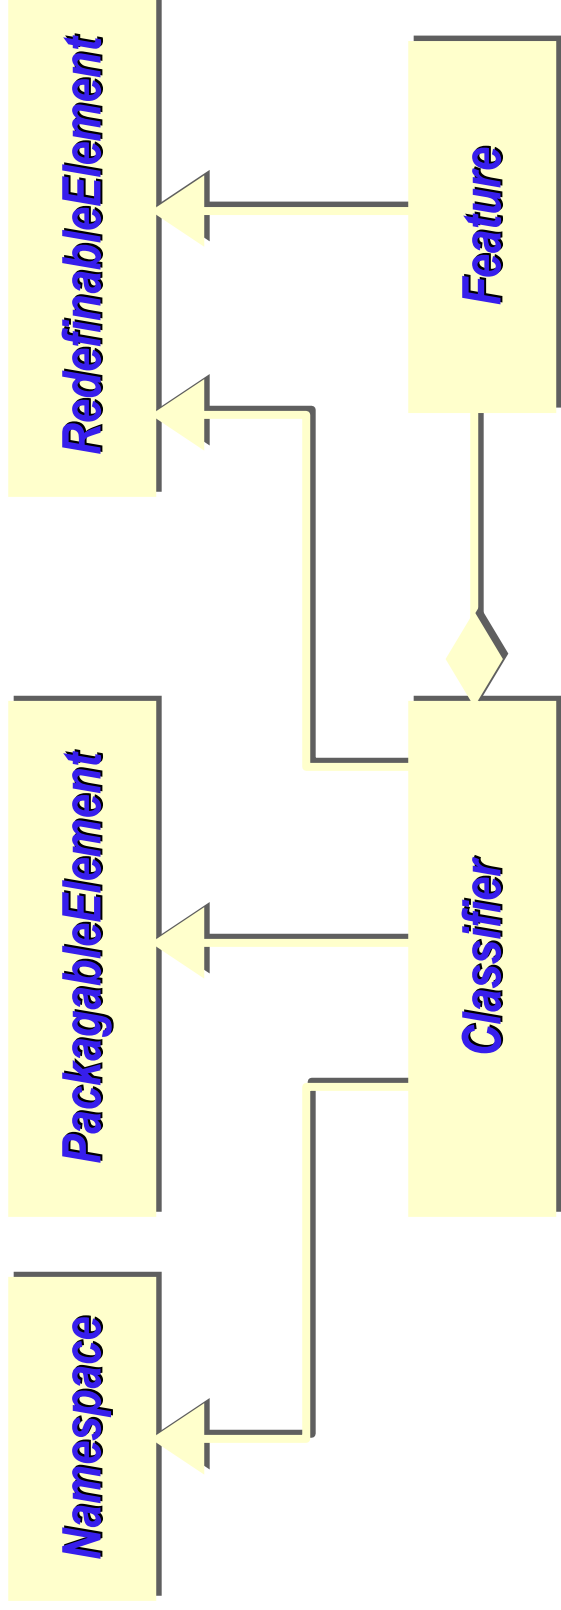 Namespace
PackagableElement
RedefinableElement
Classifier
Feature